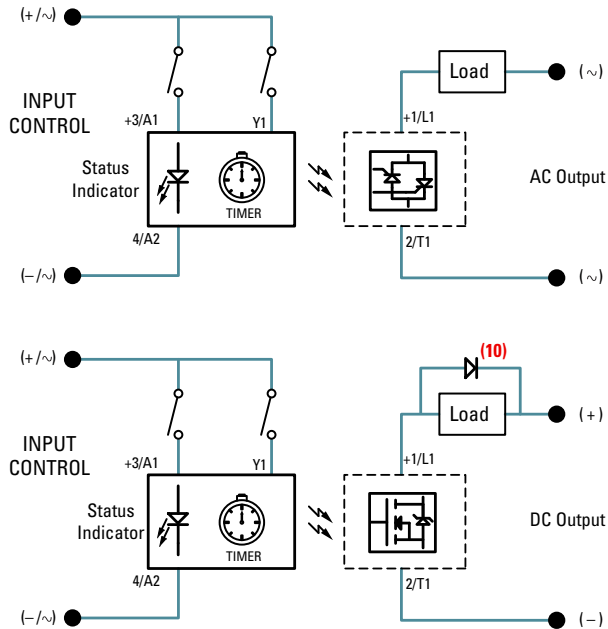 (+/∼)
Load
(∼)
INPUT
CONTROL
+3/A1
Y1
+1/L1
Status
Indicator
TIMER
AC Output
4/A2
2/T1
(−/∼)
(∼)
(+/∼)
(10)
Load
(+)
INPUT
CONTROL
+3/A1
Y1
+1/L1
Status
Indicator
TIMER
DC Output
4/A2
2/T1
(−/∼)
(−)